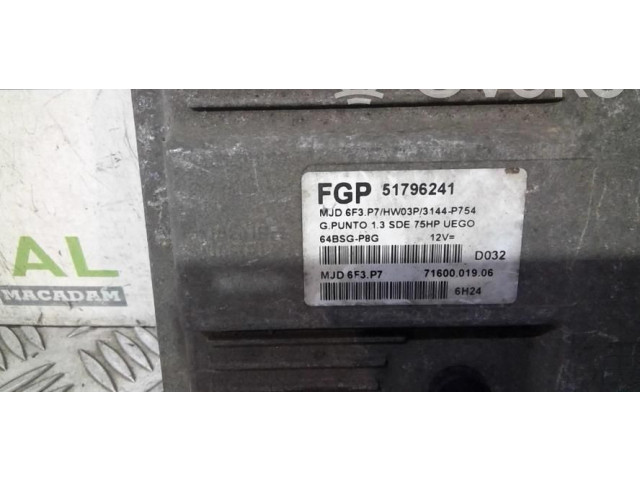 FGP 51796241
MJD 6F3.P7/HW03P/3144-P754
G.PUNTO 1.3 SDE 75HP UEGO
64BSG-P8G 12V=
D032
MJD 6F3.P7 71600.019.06
6H24
AL
MACADAM